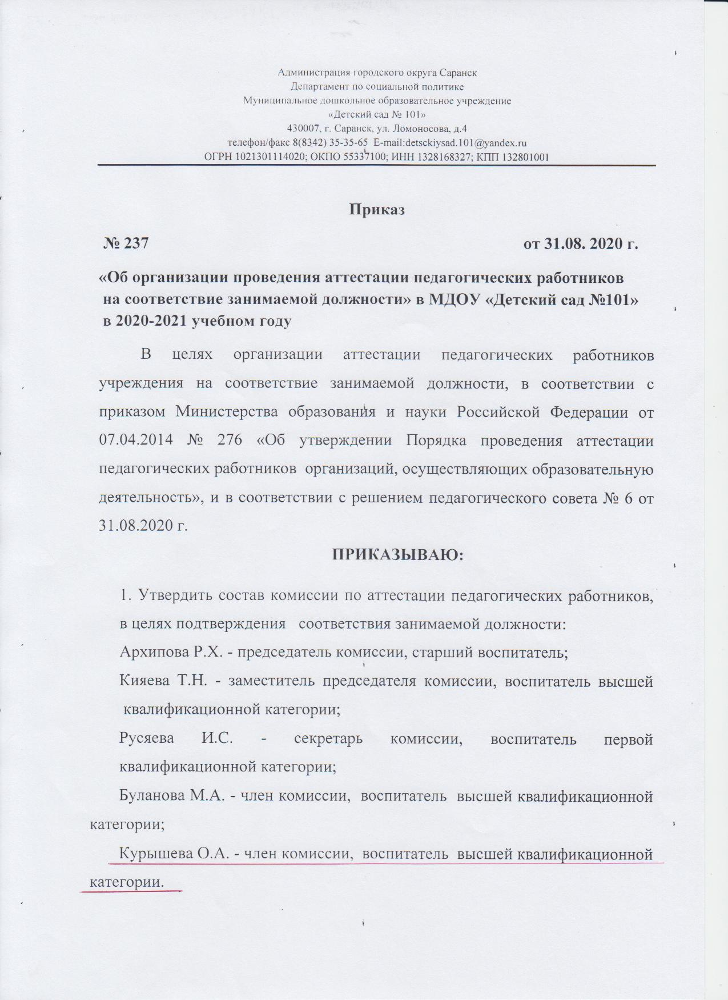 Администрация городского округа Саранск
Департамент по социальной политике
Муниципальное дошкольное образовательное учреждение
«Детский сад № 101»
430007, г. Саранск, ул. Ломоносова, д.4
телефон/факс 8(8342) 35-35-65 E-mail:detsckiysad.101@yandex.ru
ОГРН 1021301114020; ОКПО 55337100; ИНН 1328168327; КПП 132801001
Приказ
№ 237 от 31.08. 2020 г.
«Об организации проведения аттестации педагогических работников
на соответствие занимаемой должности» в МДОУ «Детский сад №101»
в 2020-2021 учебном году
В целях организации аттестации педагогических работников
учреждения на соответствие занимаемой должности, в соответствии с
приказом Министерства образования и науки Российской Федерации от
07.04.2014 № 276 «Об утверждении Порядка проведения аттестации
педагогических работников организаций, осуществляющих образовательную
деятельность», и в соответствии с решением педагогического совета № 6 от
31.08.2020 г.
ПРИКАЗЫВАЮ:
1. Утвердить состав комиссии по аттестации педагогических работников,
в целях подтверждения соответствия занимаемой должности:
Архипова Р.Х. - председатель комиссии, старший воспитатель;
Кияева Т.Н. - заместитель председателя комиссии, воспитатель высшей
квалификационной категории;
Русяева И.С. - секретарь комиссии, воспитатель первой
квалификационной категории;
Буланова М.А. - член комиссии, воспитатель высшей квалификационной
категории;
Курышева О.А. - член комиссии, воспитатель высшей квалификационной
категории.